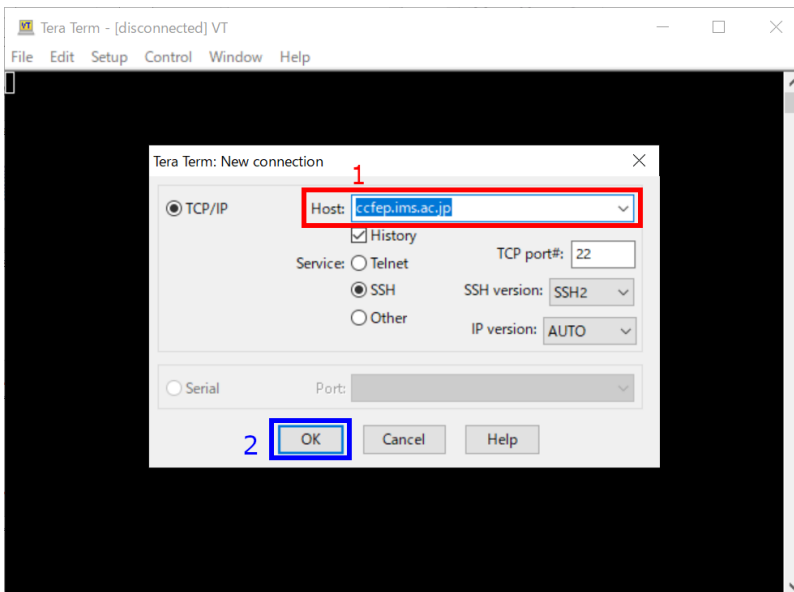 Tera Term - [disconnected] VT
File Edit Setup Control Window Help
Tera Term: New connection
1
TCP/IP Host: ccfep.ims.ac.jp
History
Service: Telnet TCP port#: 22
SSH SSH version: SSH2
Other IP version: AUTO
Serial Port:
2 OK Cancel Help